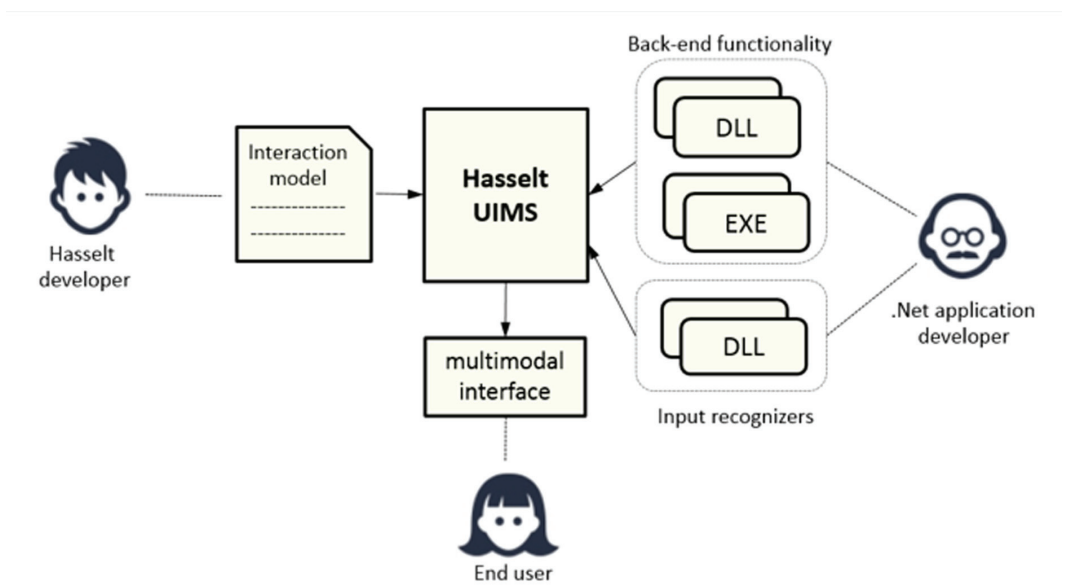 Back-end functionality
DLL
EXE
Interaction
model
Hasselt
UIMS
Hasselt
developer
.Net application
developer
DLL
multimodal
interface
Input recognizers
End user